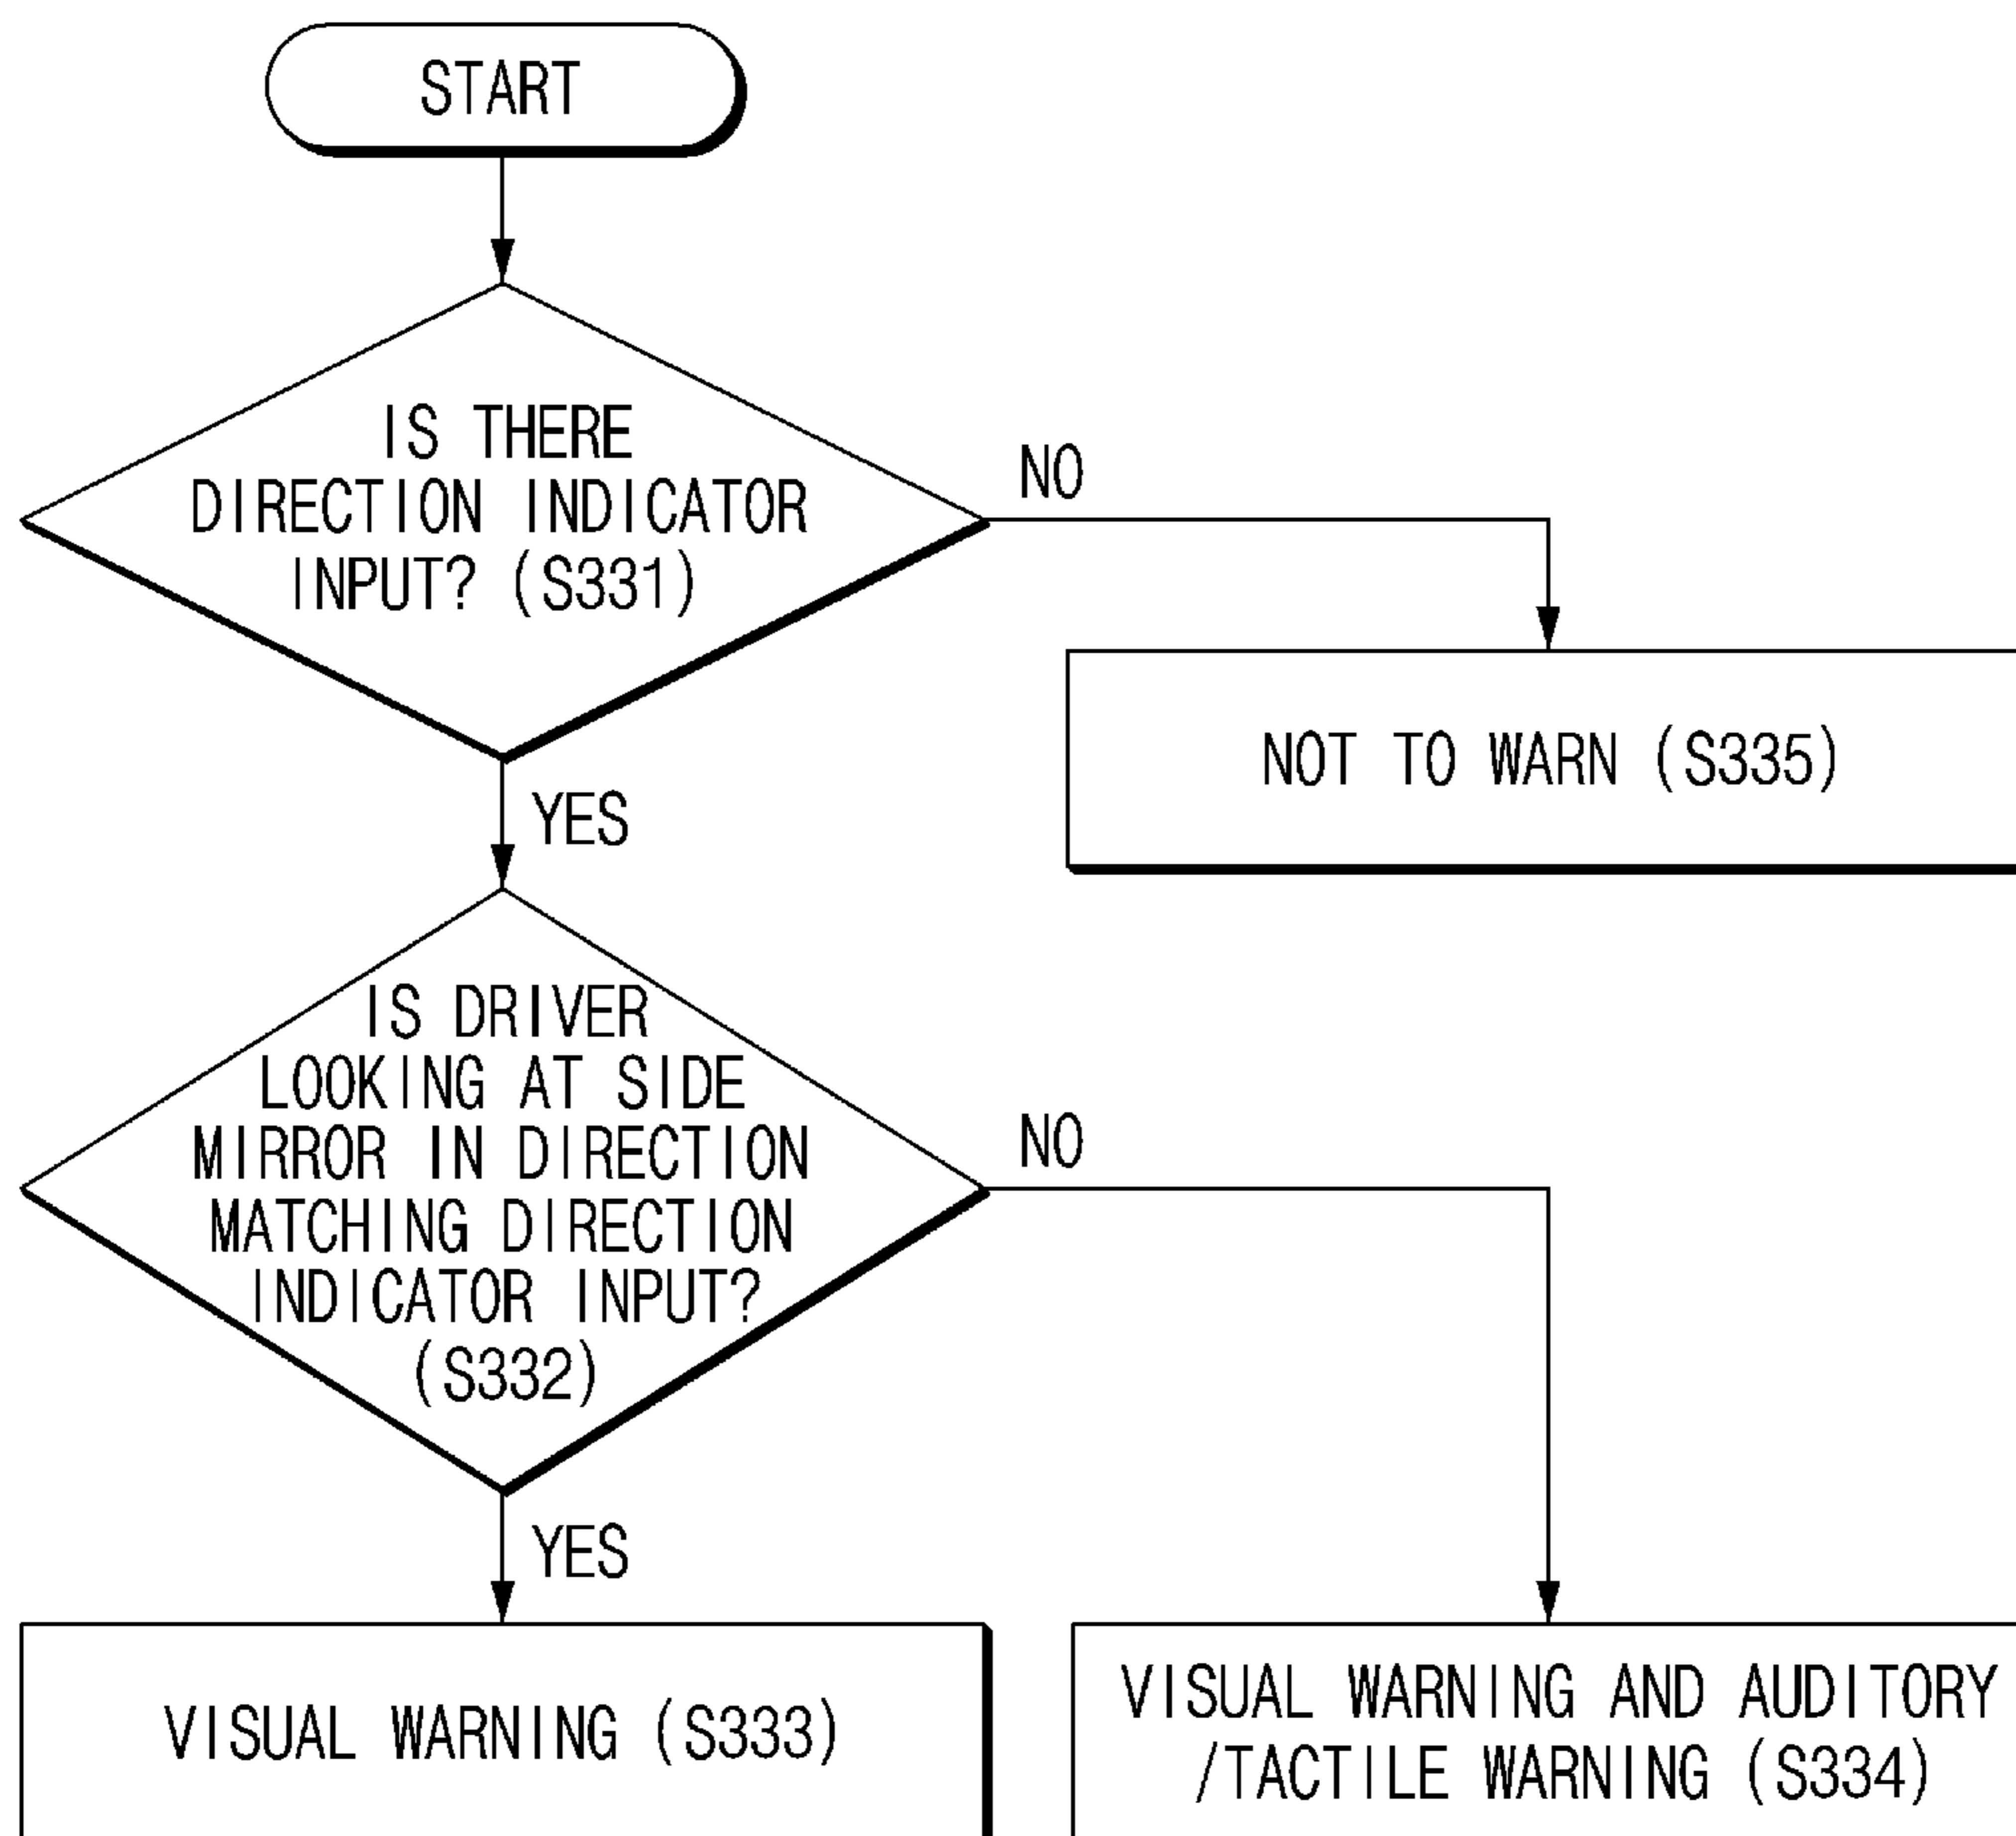 START
IS THERE
DIRECTION INDICATOR
INPUT? (S331)
NO
NOT TO WARN (S335)
YES
IS DRIVER
LOOKING AT SIDE
MIRROR IN DIRECTION
MATCHING DIRECTION
INDICATOR INPUT?
(S332)
NO
YES
VISUAL WARNING (S333)
VISUAL WARNING AND AUDITORY
/TACTILE WARNING (S334)